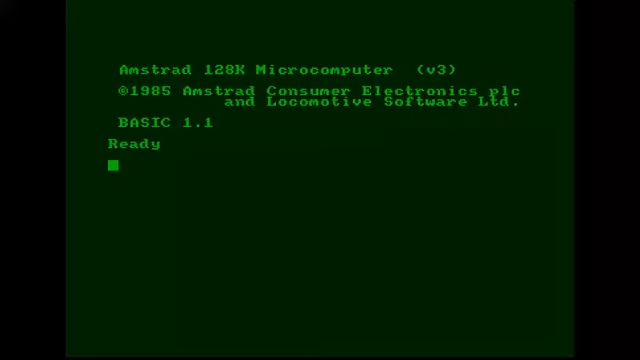 Amstrad 128K Microcomputer (v3)
©1985 Amstrad Consumer Electronics plc
and Locomotive Software Ltd.
BASIC 1.1
Ready